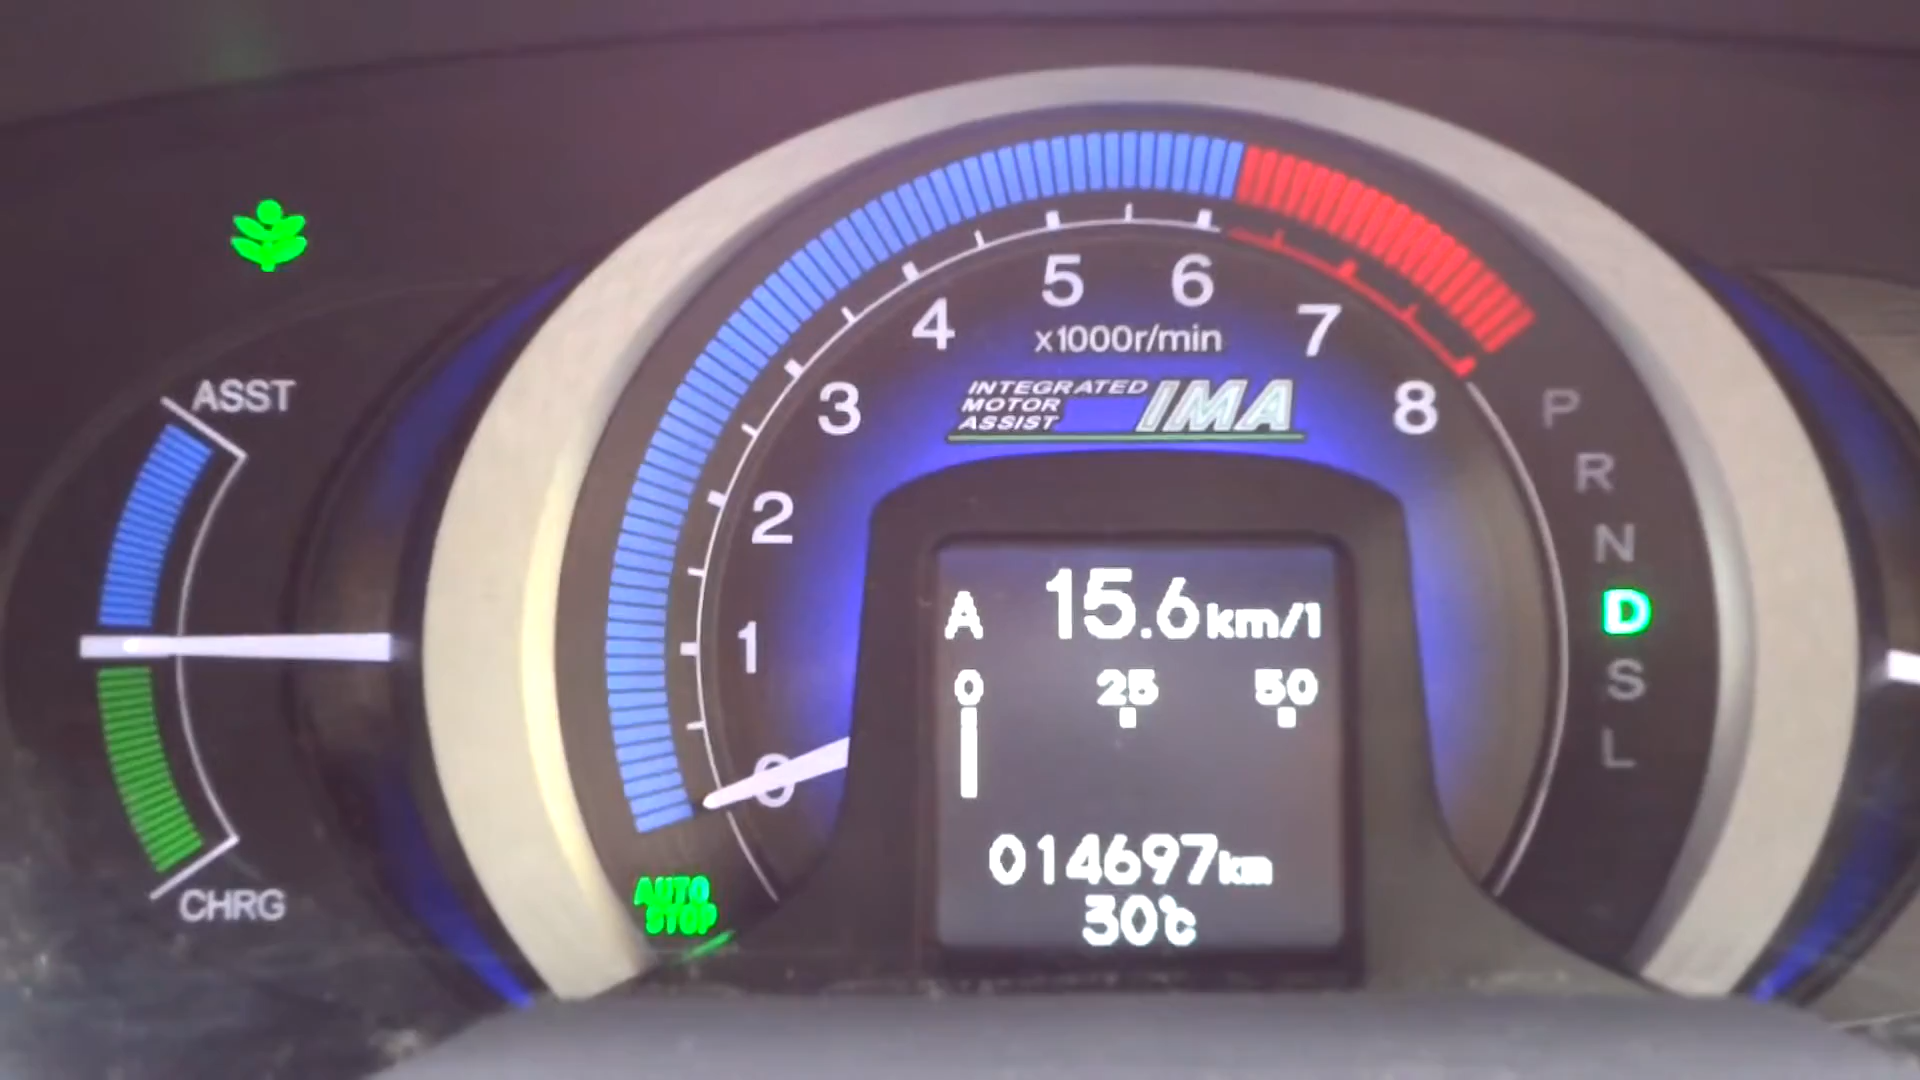 ASST
CHRG
5 6
4 7
x1000r/min
3 8
INTEGRATED
MOTOR
ASSIST
IMA
2
1
0
P
R
N
D
S
L
A 15.6km/l
0 25 50
014697km
30℃
AUTO
STOP